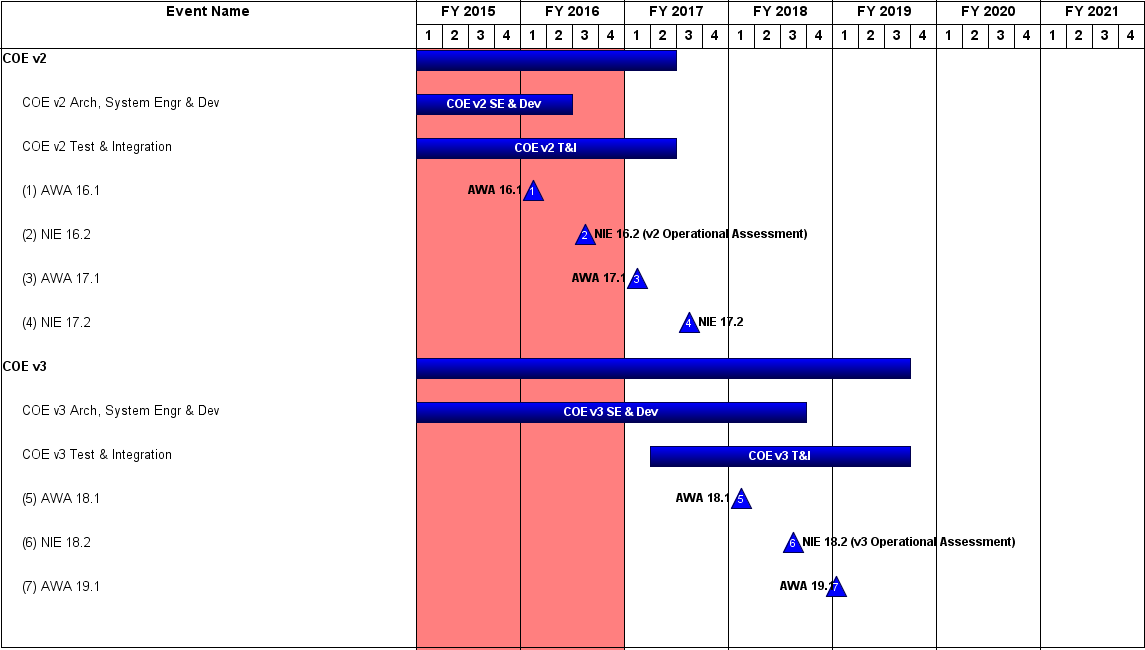 Event Name FY 2015 FY 2016 FY 2017 FY 2018 FY 2019 FY 2020 FY 2021
1 2 3 4 1 2 3 4 1 2 3 4 1 2 3 4 1 2 3 4 1 2 3 4 1 2 3 4
COE v2
COE v2 Arch, System Engr & Dev COE v2 SE & Dev
COE v2 Test & Integration COE v2 T&I
(1) AWA 16.1 AWA 16.1 1
(2) NIE 16.2 2 NIE 16.2 (v2 Operational Assessment)
(3) AWA 17.1 AWA 17.1 3
(4) NIE 17.2 4 NIE 17.2
COE v3
COE v3 Arch, System Engr & Dev COE v3 SE & Dev
COE v3 Test & Integration COE v3 T&I
(5) AWA 18.1 AWA 18.1 5
(6) NIE 18.2 6 NIE 18.2 (v3 Operational Assessment)
(7) AWA 19.1 AWA 19.1 7